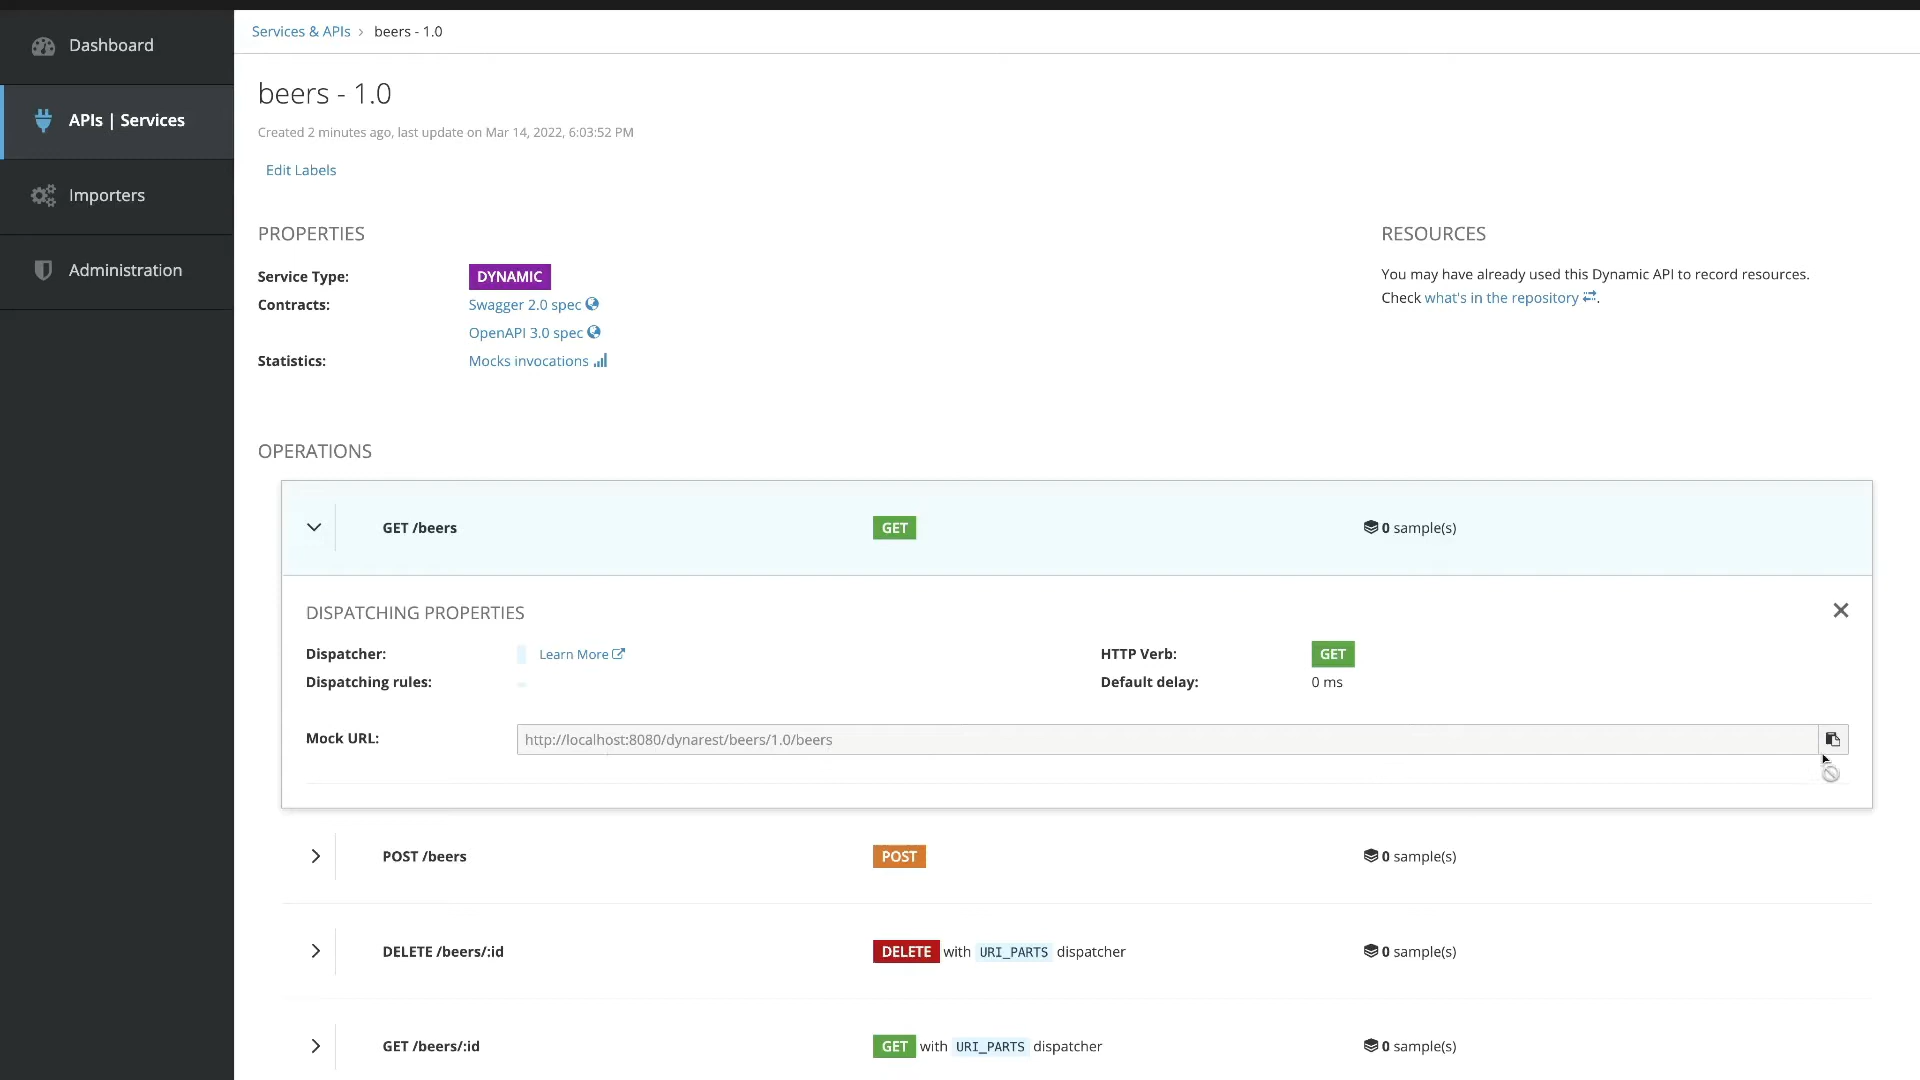 Dashboard
APIs | Services
Importers
Administration
Services & APIs › beers - 1.0
beers - 1.0
Created 2 minutes ago, last update on Mar 14, 2022, 6:03:52 PM
Edit Labels
PROPERTIES
Service Type: DYNAMIC
Contracts: Swagger 2.0 spec
OpenAPI 3.0 spec
Statistics: Mocks invocations
RESOURCES
You may have already used this Dynamic API to record resources.
Check what's in the repository.
OPERATIONS
GET /beers GET 0 sample(s)
DISPATCHING PROPERTIES
Dispatcher: Learn More
Dispatching rules:
HTTP Verb: GET
Default delay: 0 ms
Mock URL: http://localhost:8080/dynarest/beers/1.0/beers
POST /beers POST 0 sample(s)
DELETE /beers/:id DELETE with URI_PARTS dispatcher 0 sample(s)
GET /beers/:id GET with URI_PARTS dispatcher 0 sample(s)